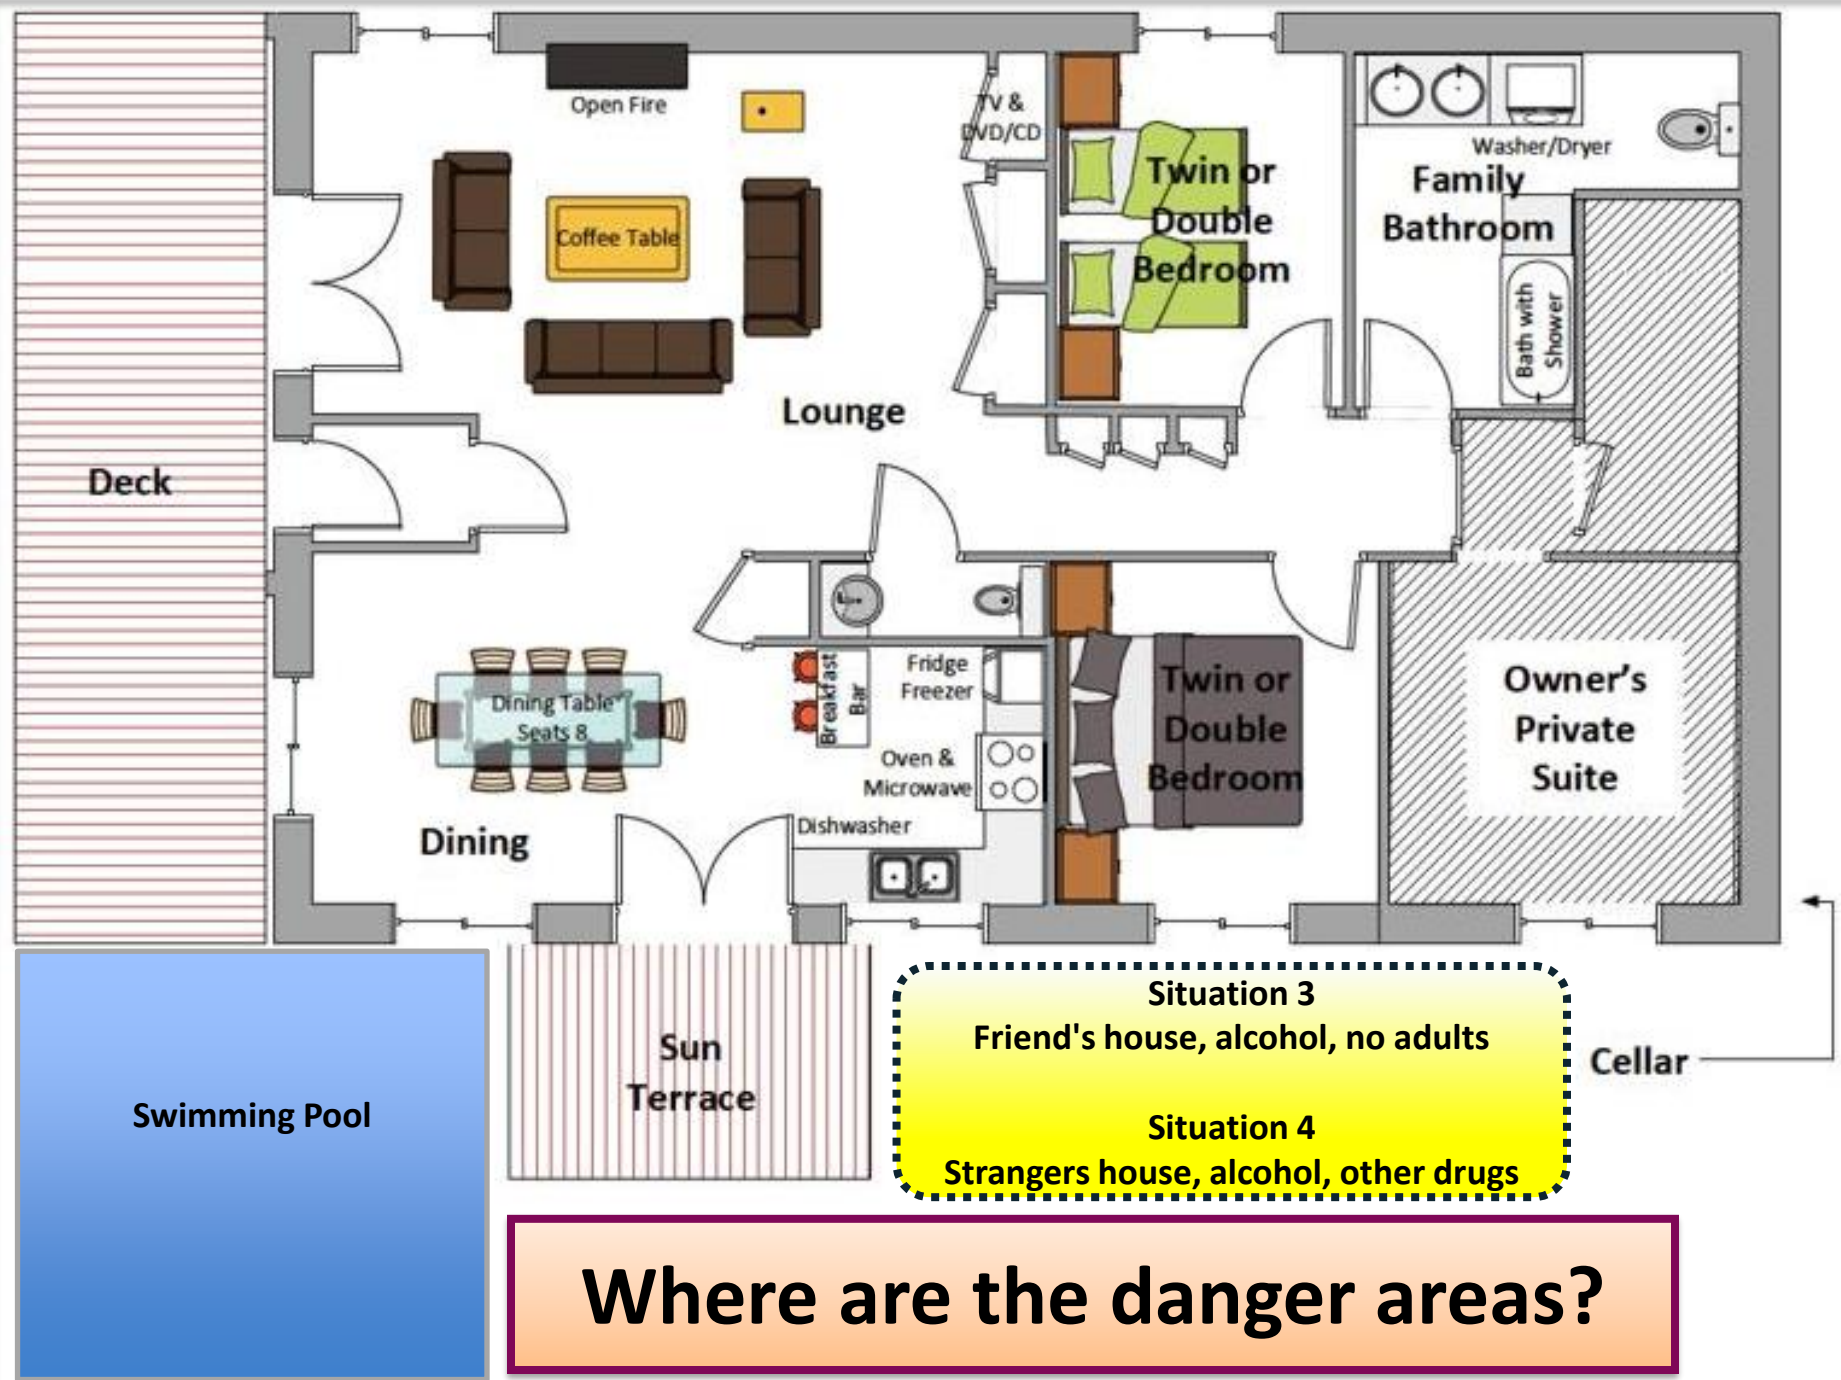 Open Fire
TV &
DVD/CD
Coffee Table
Lounge
Twin or
Double
Bedroom
Washer/Dryer
Family
Bathroom
Bath with
Shower
Deck
Dining Table
Seats 8
Dining
Breakfast
Bar
Fridge
Freezer
Oven &
Microwave
Dishwasher
Twin or
Double
Bedroom
Owner's
Private
Suite
Swimming Pool
Sun
Terrace
Situation 3
Friend's house, alcohol, no adults
Situation 4
Strangers house, alcohol, other drugs
Cellar
Where are the danger areas?